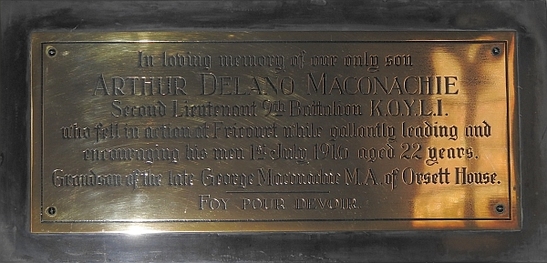 In loving memory of our only son
ARTHUR DELANO MACONACHIE
Second Lieutenant 9th Battalion K.O.Y.L.I.
who fell in action at Fricourt while gallantly leading and
encouraging his men 1st July 1916 aged 22 years.
Grandson of the late George Maconachie M.A. of Orsett House.
FOY POUR DEVOIR